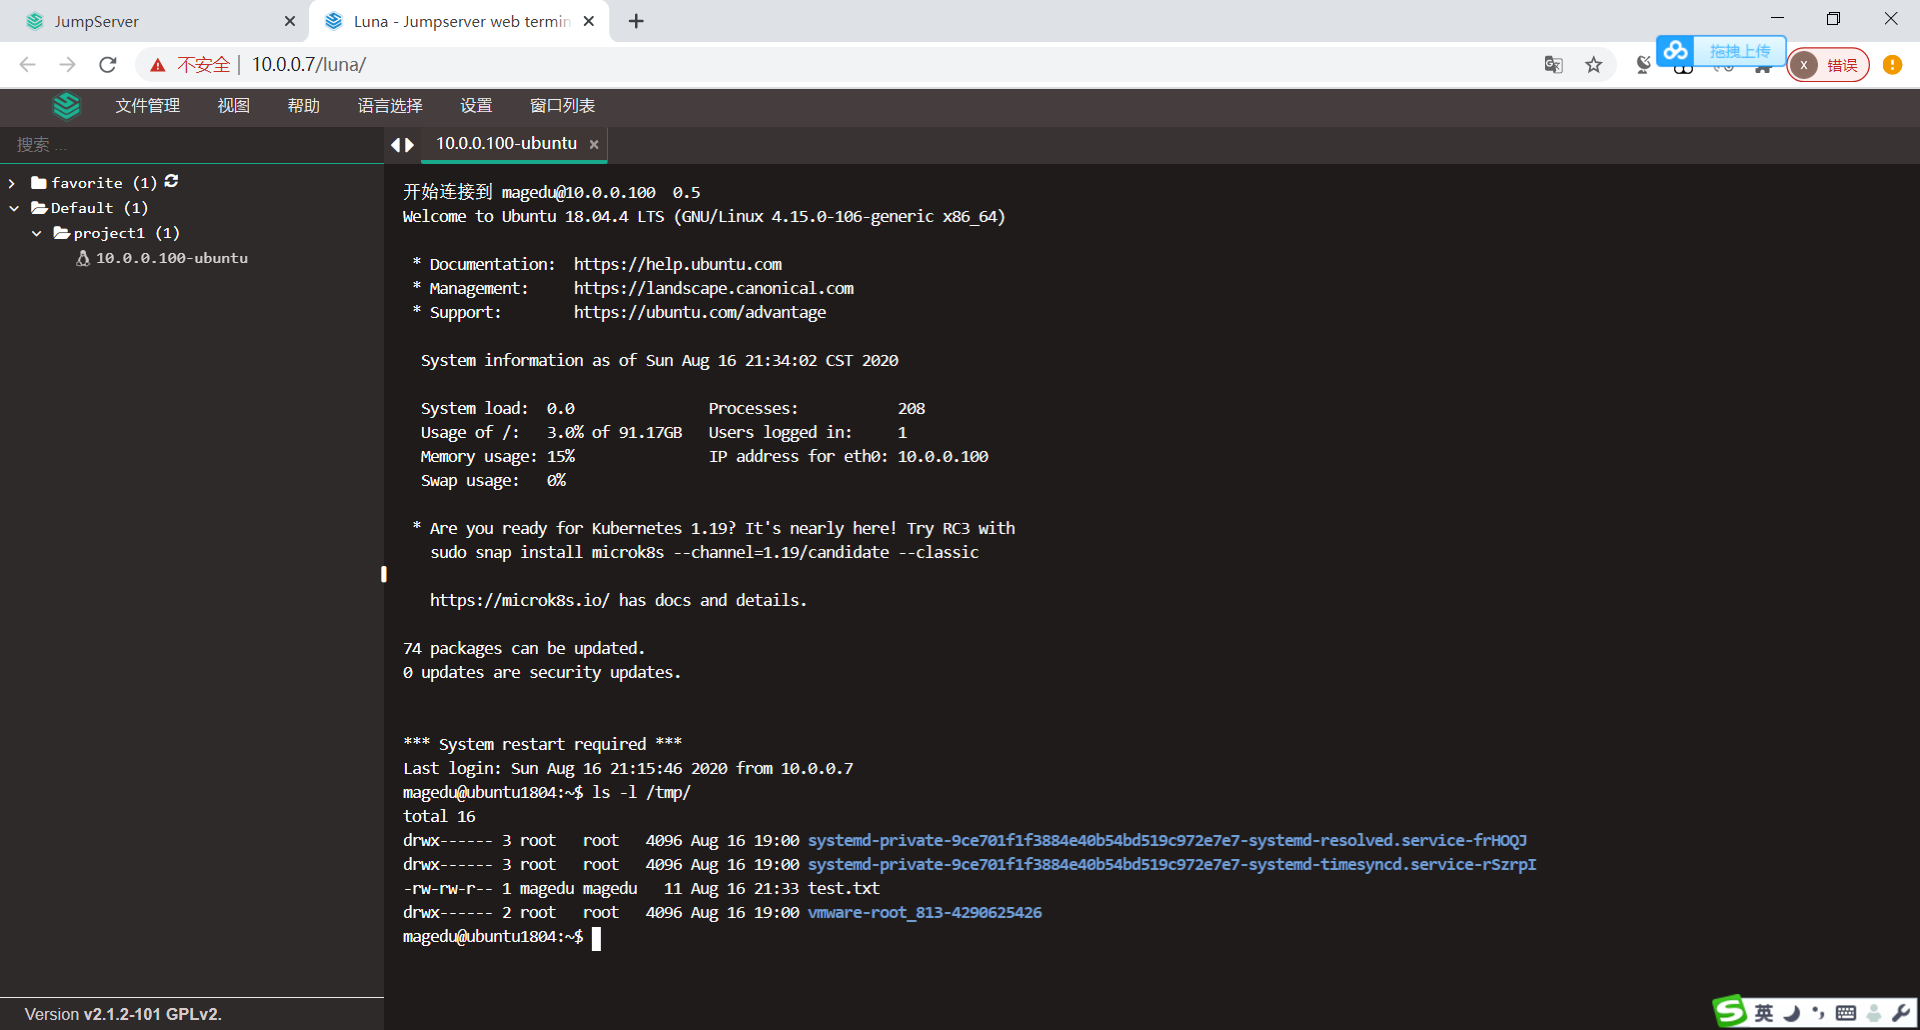 JumpServer
Luna - Jumpserver web termin
不安全 | 10.0.0.7/luna/
拖拽上传
x 错误
文件管理 视图 帮助 语言选择 设置 窗口列表
搜索 ...
10.0.0.100-ubuntu
favorite (1)
Default (1)
project1 (1)
10.0.0.100-ubuntu
开始连接到 magedu@10.0.0.100  0.5
Welcome to Ubuntu 18.04.4 LTS (GNU/Linux 4.15.0-106-generic x86_64)
* Documentation:  https://help.ubuntu.com
* Management:     https://landscape.canonical.com
* Support:        https://ubuntu.com/advantage
System information as of Sun Aug 16 21:34:02 CST 2020
System load:  0.0               Processes:           208
Usage of /:   3.0% of 91.17GB   Users logged in:     1
Memory usage: 15%               IP address for eth0: 10.0.0.100
Swap usage:   0%
* Are you ready for Kubernetes 1.19? It's nearly here! Try RC3 with
sudo snap install microk8s --channel=1.19/candidate --classic
https://microk8s.io/ has docs and details.
74 packages can be updated.
0 updates are security updates.
*** System restart required ***
Last login: Sun Aug 16 21:15:46 2020 from 10.0.0.7
magedu@ubuntu1804:~$ ls -l /tmp/
total 16
drwx------ 3 root   root   4096 Aug 16 19:00 systemd-private-9ce701f1f3884e40b54bd519c972e7e7-systemd-resolved.service-frHOQJ
drwx------ 3 root   root   4096 Aug 16 19:00 systemd-private-9ce701f1f3884e40b54bd519c972e7e7-systemd-timesyncd.service-rSzrpI
-rw-rw-r-- 1 magedu magedu   11 Aug 16 21:33 test.txt
drwx------ 2 root   root   4096 Aug 16 19:00 vmware-root_813-4290625426
magedu@ubuntu1804:~$
Version v2.1.2-101 GPLv2.
英